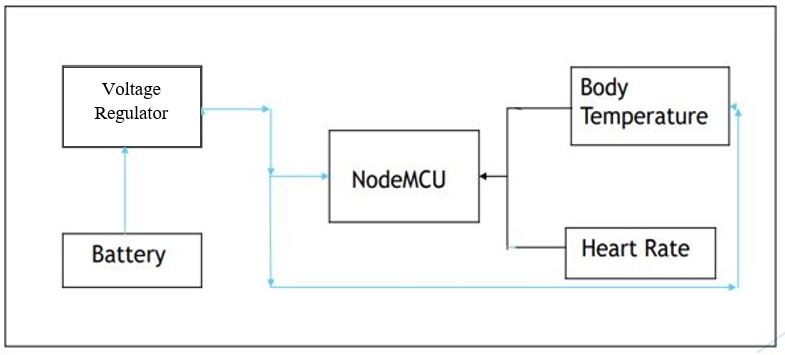 Voltage
Regulator
Body
Temperature
NodeMCU
Battery
Heart Rate